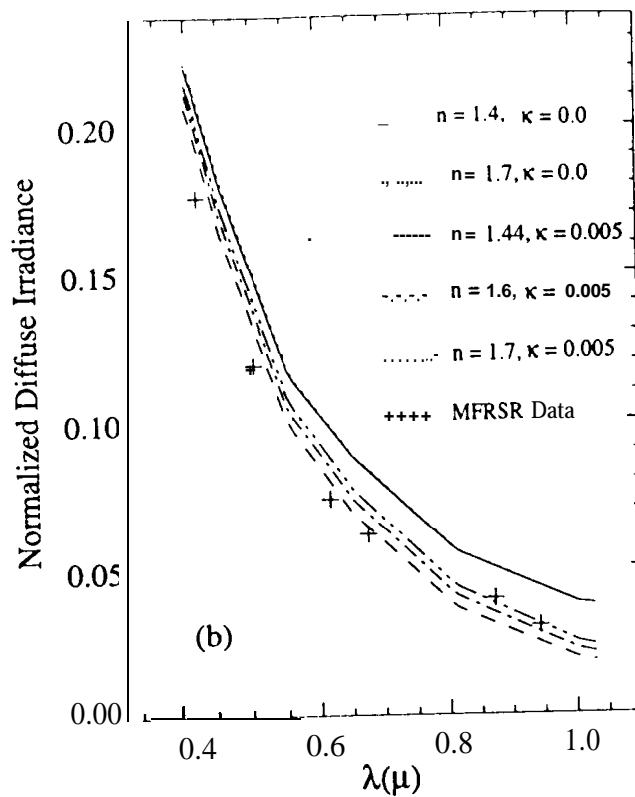 Normalized Diffuse Irradiance
0.20
0.15
0.10
0.05
0.00
n = 1.4, κ = 0.0
n = 1.7, κ = 0.0
n = 1.44, κ = 0.005
n = 1.6, κ = 0.005
n = 1.7, κ = 0.005
++++ MFRSR Data
(b)
0.4 0.6 0.8 1.0
λ(μ)